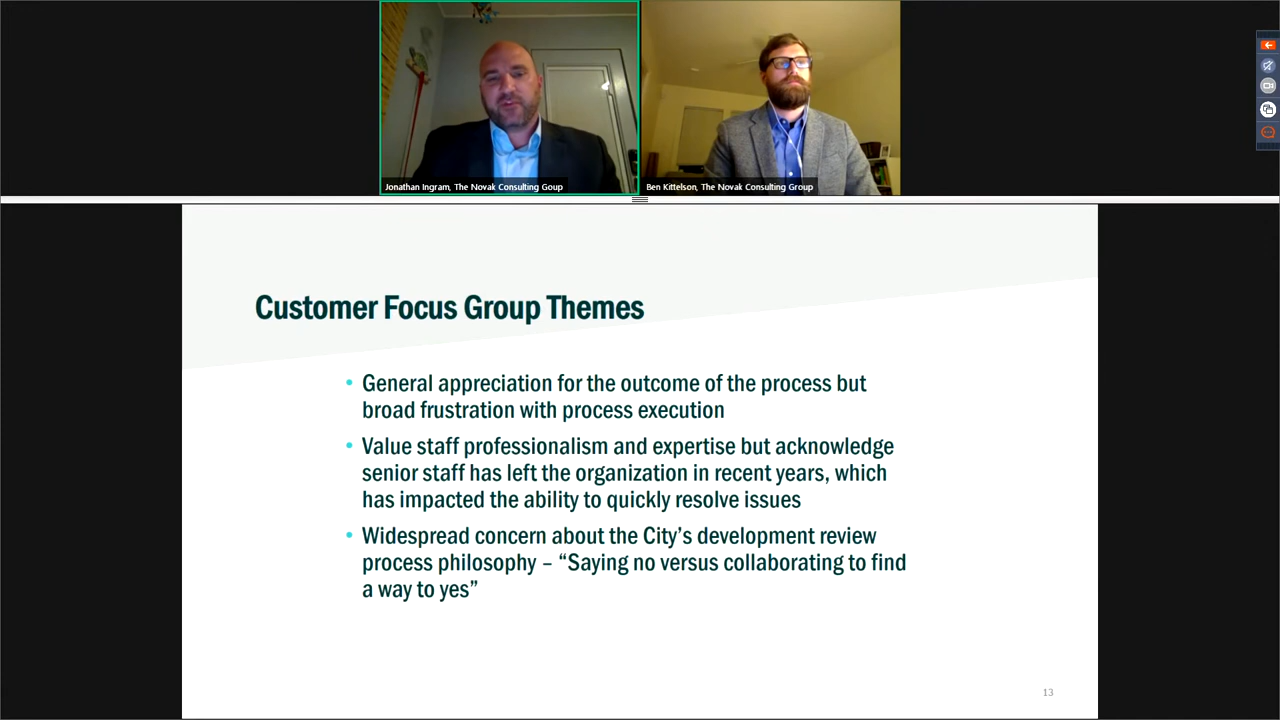 Jonathan Ingram, The Novak Consulting Goup
Ben Kittelson, The Novak Consulting Group
Customer Focus Group Themes
• General appreciation for the outcome of the process but
broad frustration with process execution
• Value staff professionalism and expertise but acknowledge
senior staff has left the organization in recent years, which
has impacted the ability to quickly resolve issues
• Widespread concern about the City’s development review
process philosophy – “Saying no versus collaborating to find
a way to yes”
13